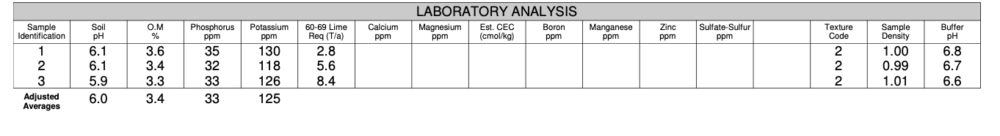 LABORATORY ANALYSIS
Sample Identification Soil pH O.M % Phosphorus ppm Potassium ppm 60-69 Lime Req (T/a) Calcium ppm Magnesium ppm Est. CEC (cmol/kg) Boron ppm Manganese ppm Zinc ppm Sulfate-Sulfur ppm Texture Code Sample Density Buffer pH
1 6.1 3.6 35 130 2.8 2 1.00 6.8
2 6.1 3.4 32 118 5.6 2 0.99 6.7
3 5.9 3.3 33 126 8.4 2 1.01 6.6
Adjusted Averages 6.0 3.4 33 125